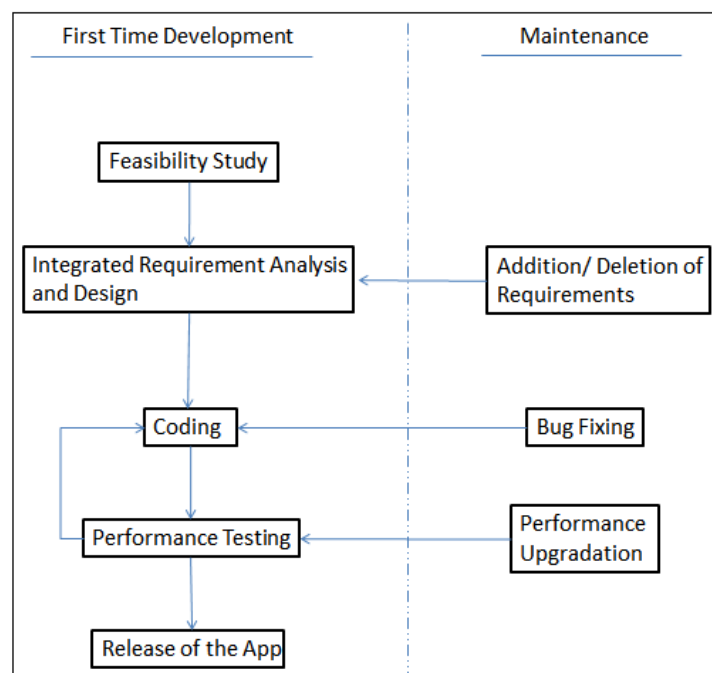 First Time Development
Maintenance
Feasibility Study
Integrated Requirement Analysis
and Design
Addition/ Deletion of
Requirements
Coding
Bug Fixing
Performance Testing
Performance
Upgradation
Release of the App